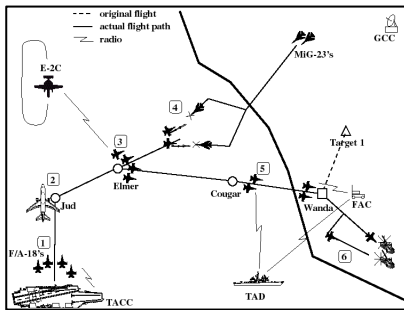 original flight
actual flight path
radio
GCC
E-2C
MiG-23's
4
3
Target 1
2
Elmer
5
Jud
Cougar
Wanda
FAC
1
F/A-18's
6
TACC
TAD